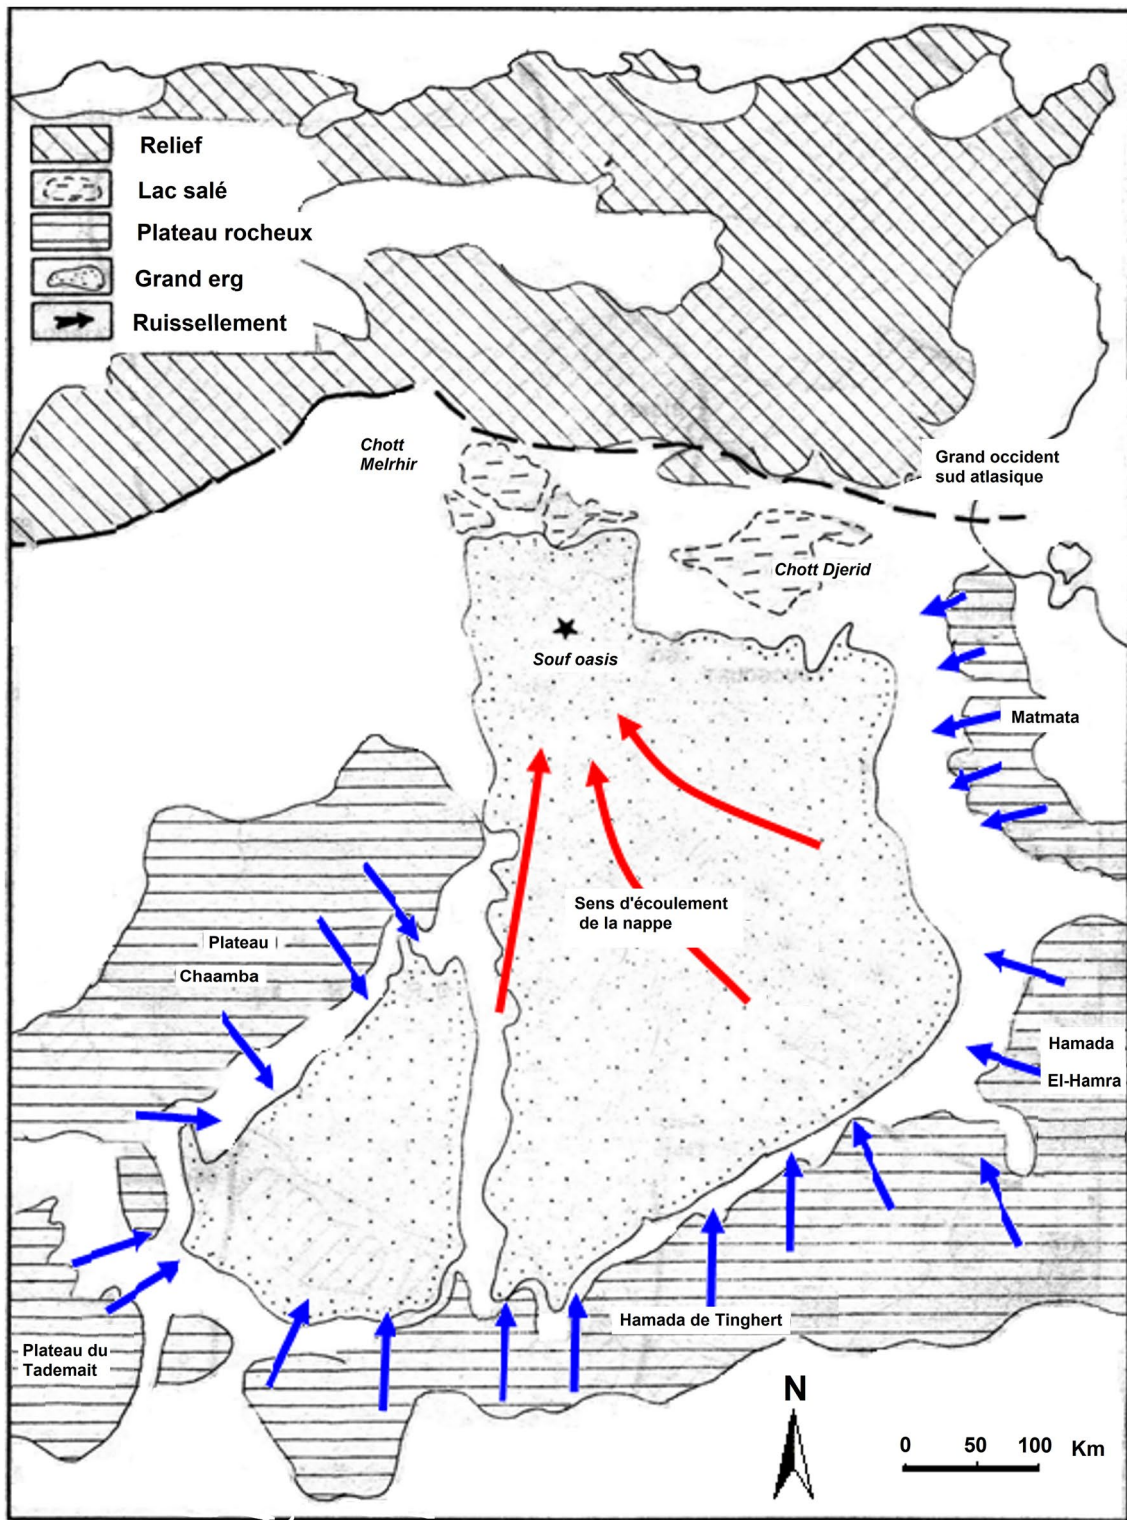 Relief
Lac salé
Plateau rocheux
Grand erg
Ruissellement
Chott
Melrhir
Grand occident
sud atlasique
Chott Djerid
Souf oasis
Matmata
Sens d'écoulement
de la nappe
Plateau
Chaamba
Hamada
El-Hamra
Hamada de Tinghert
Plateau du
Tademait
N
0 50 100 Km